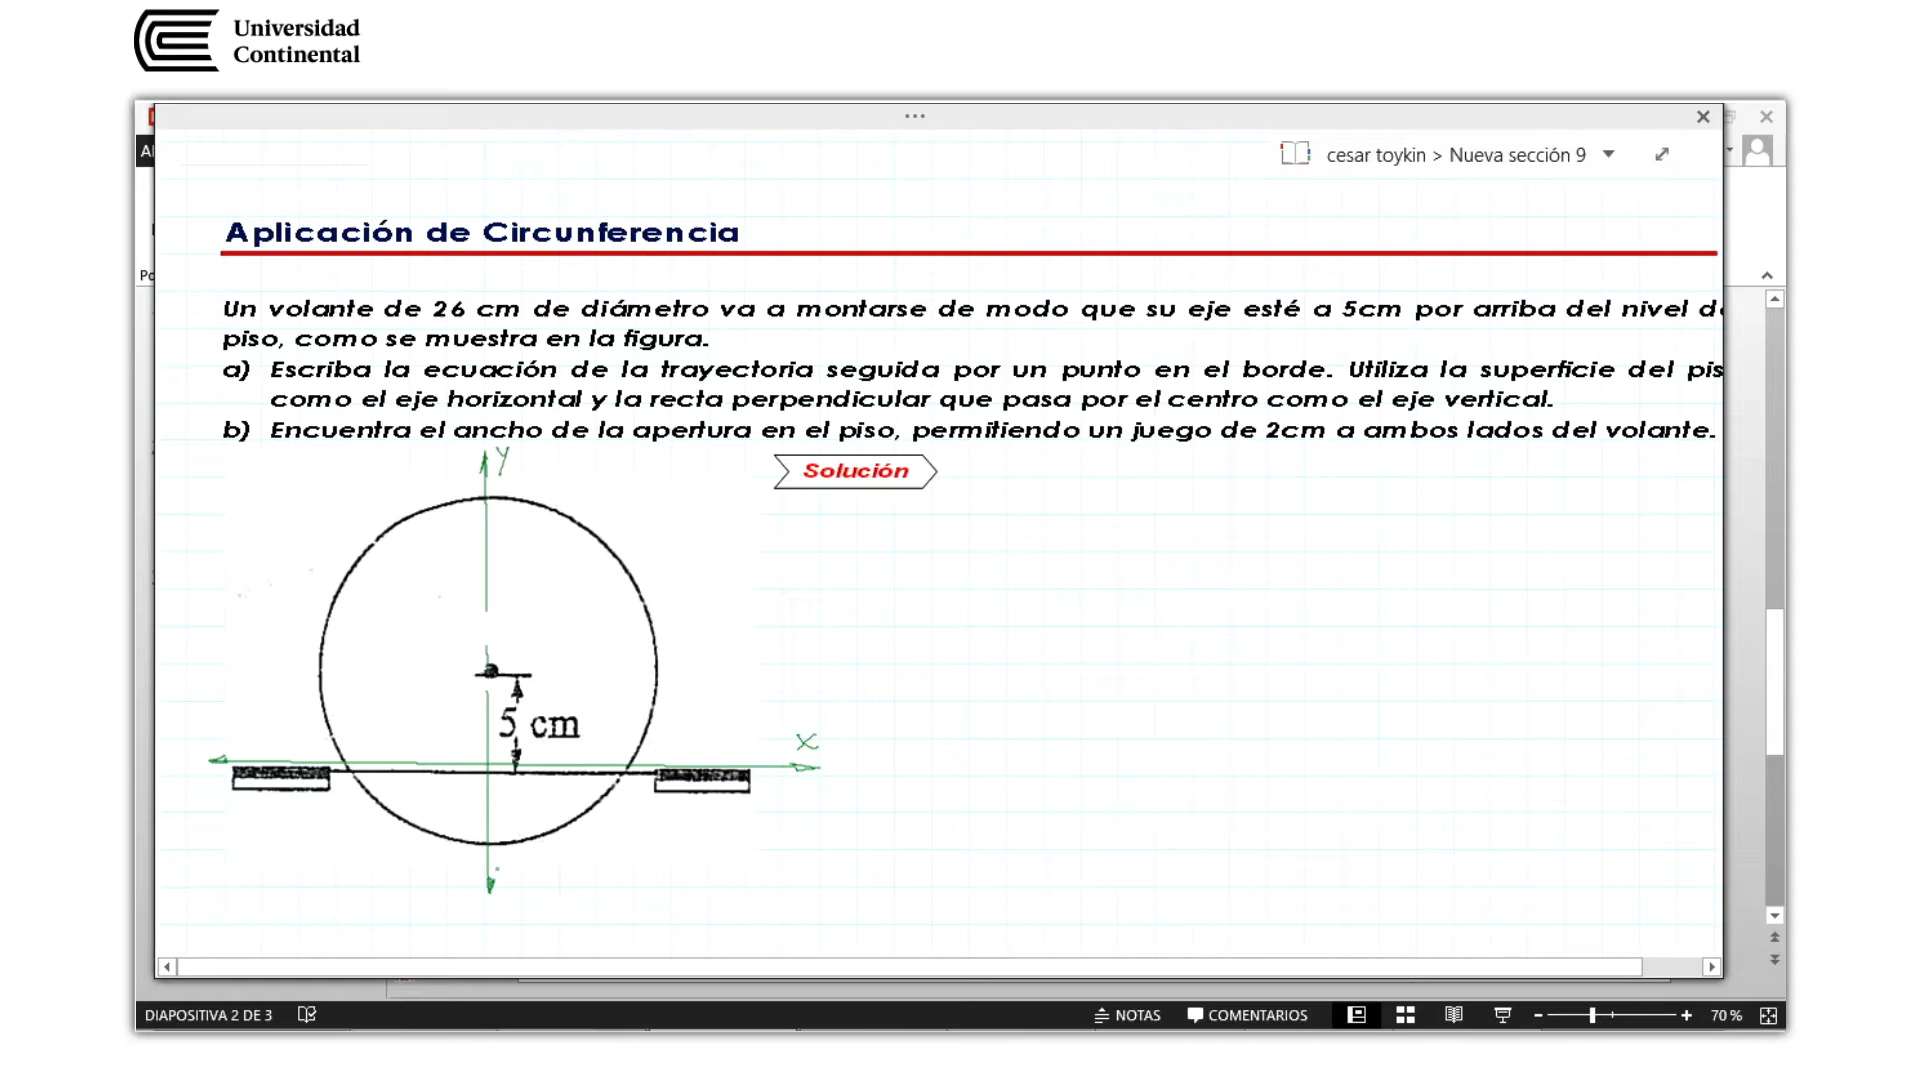 Universidad
Continental
cesar toykin > Nueva sección 9
Aplicación de Circunferencia
Un volante de 26 cm de diámetro va a montarse de modo que su eje esté a 5cm por arriba del nivel de
piso, como se muestra en la figura.
a) Escriba la ecuación de la trayectoria seguida por un punto en el borde. Utiliza la superficie del pis
como el eje horizontal y la recta perpendicular que pasa por el centro como el eje vertical.
b) Encuentra el ancho de la apertura en el piso, permitiendo un juego de 2cm a ambos lados del volante.
Solución
y
5 cm
x
DIAPOSITIVA 2 DE 3
NOTAS
COMENTARIOS
70 %